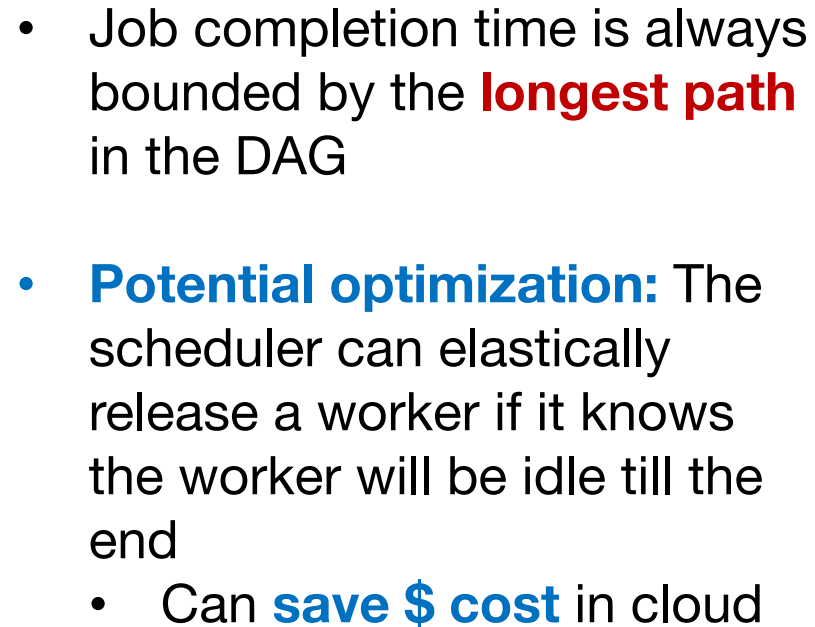 • Job completion time is always
bounded by the longest path
in the DAG
• Potential optimization: The
scheduler can elastically
release a worker if it knows
the worker will be idle till the
end
• Can save $ cost in cloud